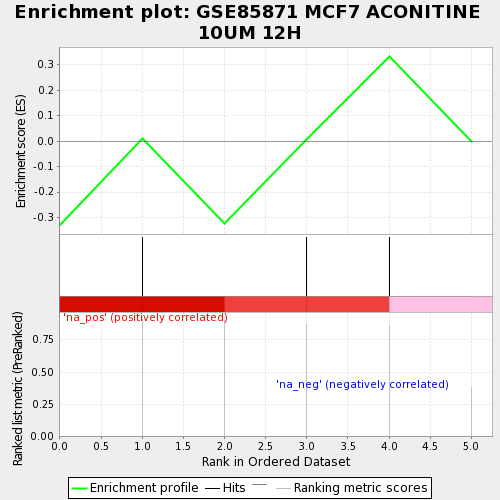 Enrichment plot: GSE85871 MCF7 ACONITINE
10UM 12H
Enrichment score (ES)
0.3
0.2
0.1
0.0
-0.1
-0.2
-0.3
'na_pos' (positively correlated)
'na_neg' (negatively correlated)
Ranked list metric (PreRanked)
0.75
0.50
0.25
0.00
0.0 0.5 1.0 1.5 2.0 2.5 3.0 3.5 4.0 4.5 5.0
Rank in Ordered Dataset
Enrichment profile Hits Ranking metric scores